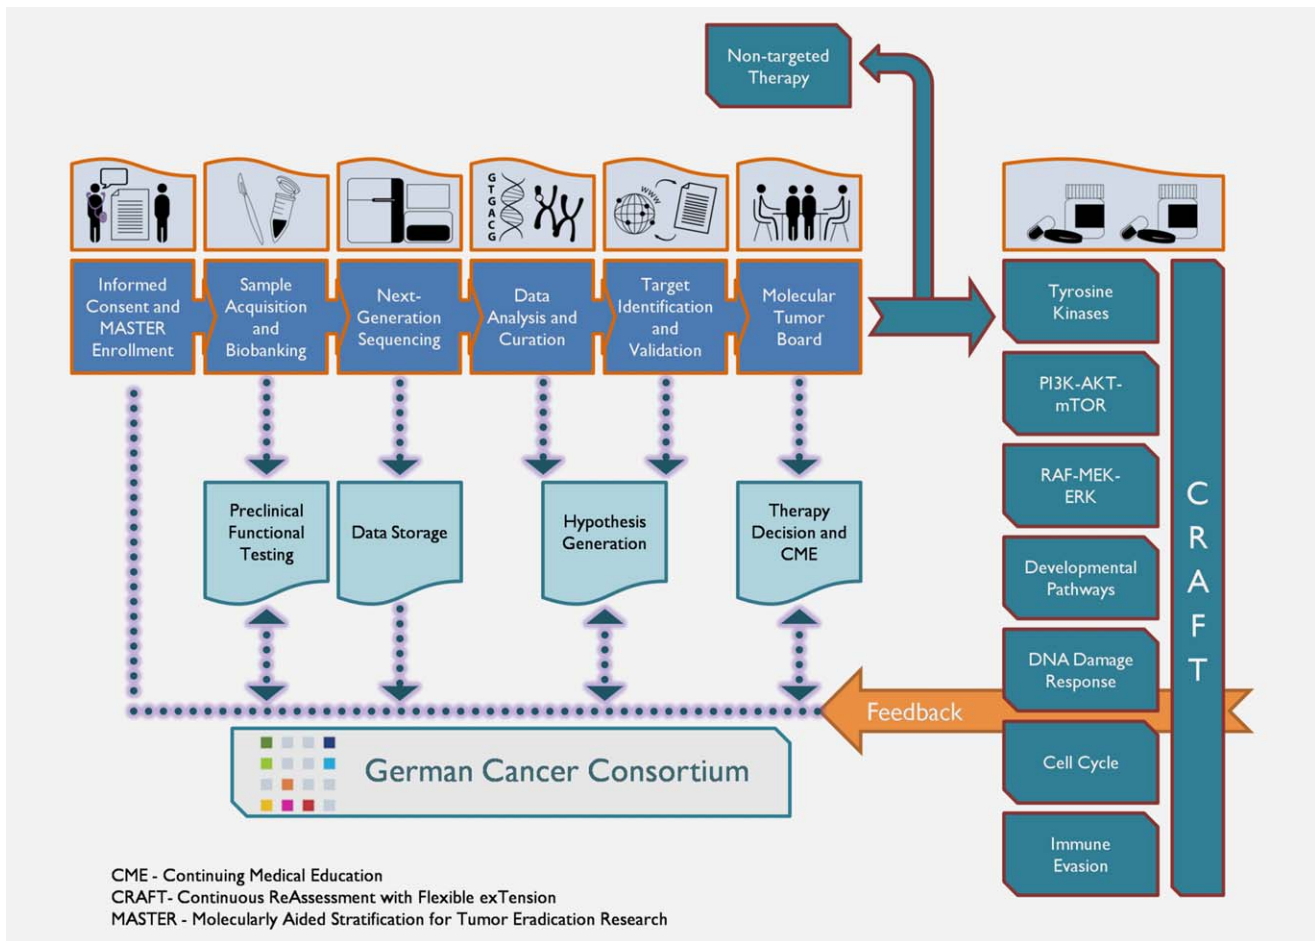 Non-targeted
Therapy
WWW
G
T
G
A
C
G
Informed
Consent and
MASTER
Enrollment
Sample
Acquisition
and
Biobanking
Next-
Generation
Sequencing
Data
Analysis and
Curation
Target
Identification
and
Validation
Molecular
Tumor
Board
Tyrosine
Kinases
PI3K-AKT-
mTOR
RAF-MEK-
ERK
Developmental
Pathways
DNA Damage
Response
Cell Cycle
Immune
Evasion
C
R
A
F
T
Preclinical
Functional
Testing
Data Storage
Hypothesis
Generation
Therapy
Decision and
CME
Feedback
German Cancer Consortium
CME - Continuing Medical Education
CRAFT- Continuous ReAssessment with Flexible exTension
MASTER - Molecularly Aided Stratification for Tumor Eradication Research